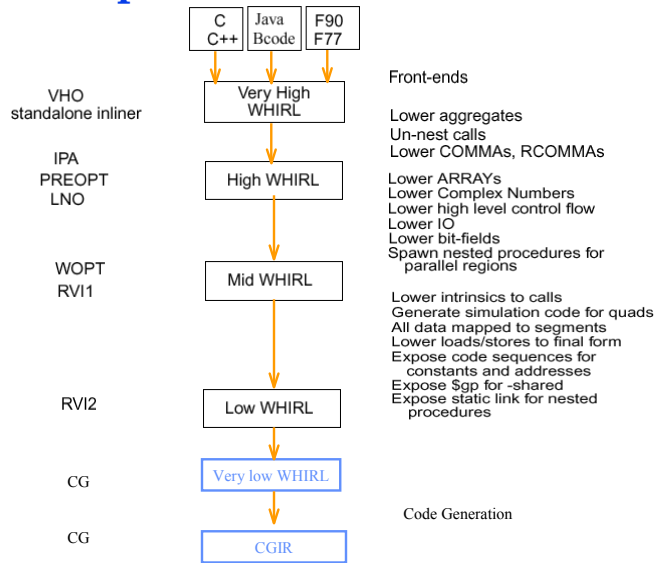 C
C++
Java
Bcode
F90
F77
Front-ends
VHO
standalone inliner
Very High
WHIRL
Lower aggregates
Un-nest calls
Lower COMMAs, RCOMMAs
IPA
PREOPT
LNO
High WHIRL
Lower ARRAYs
Lower Complex Numbers
Lower high level control flow
Lower IO
Lower bit-fields
Spawn nested procedures for
parallel regions
WOPT
RVI1
Mid WHIRL
Lower intrinsics to calls
Generate simulation code for quads
All data mapped to segments
Lower loads/stores to final form
Expose code sequences for
constants and addresses
Expose $gp for -shared
Expose static link for nested
procedures
RVI2
Low WHIRL
CG
Very low WHIRL
Code Generation
CG
CGIR